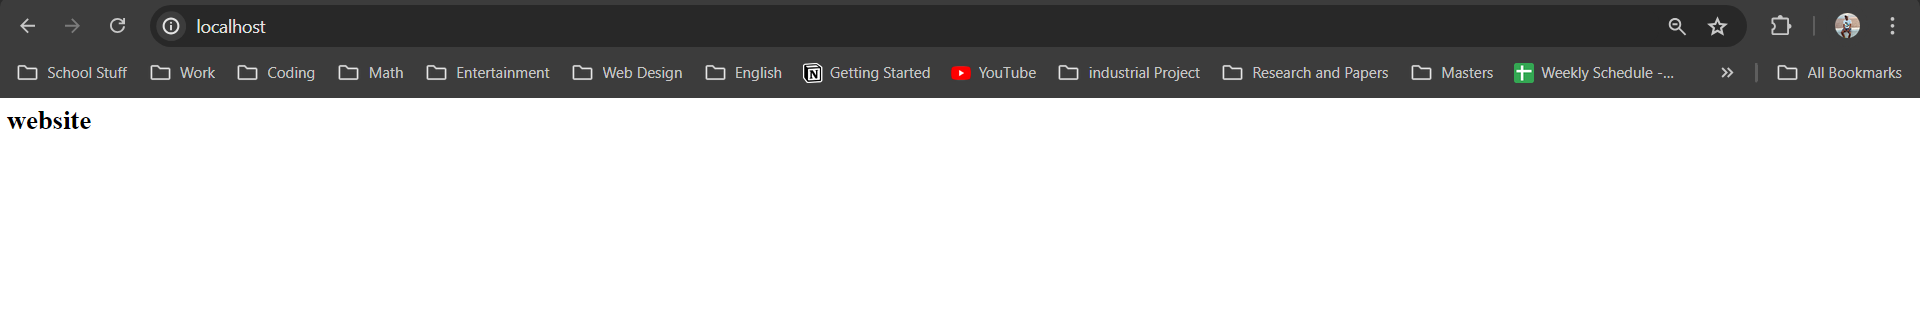 localhost
School Stuff Work Coding Math Entertainment Web Design English Getting Started YouTube industrial Project Research and Papers Masters Weekly Schedule -... All Bookmarks
website